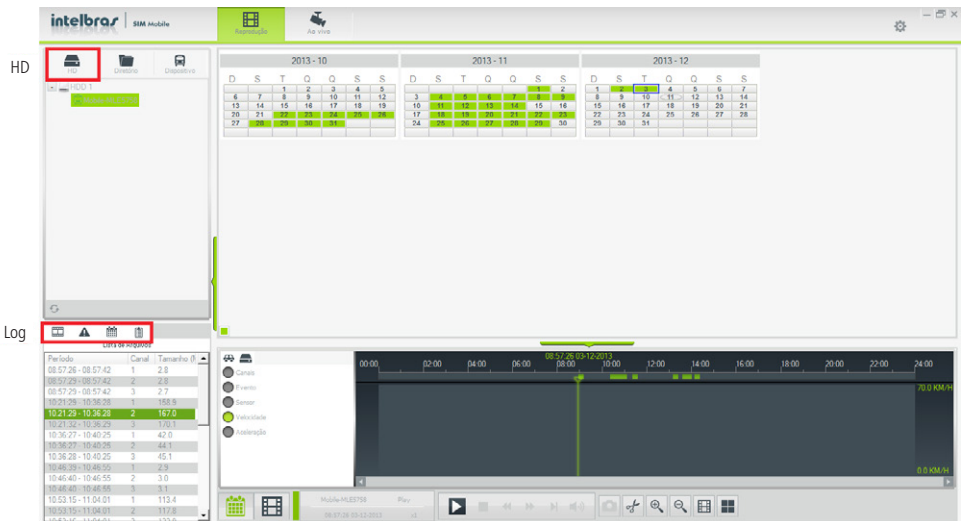 intelbras SIM Mobile
Reprodução
Ao vivo
HD
HD
Diretório
Dispositivo
HDD 1
2013 - 10
D S T Q Q S S
1 2 3 4 5
6 7 8 9 10 11 12
13 14 15 16 17 18 19
20 21 22 23 24 25 26
27 28 29 30 31
2013 - 11
D S T Q Q S S
1 2
3 4 5 6 7 8 9
10 11 12 13 14 15 16
17 18 19 20 21 22 23
24 25 26 27 28 29 30
2013 - 12
D S T Q Q S S
1 2 3 4 5 6 7
8 9 10 11 12 13 14
15 16 17 18 19 20 21
22 23 24 25 26 27 28
29 30 31
Log
Lista de Arquivos
Período Canal Tamanho (M
08:57:26 - 08:57:42 1 2.8
08:57:29 - 08:57:42 2 2.8
08:57:29 - 08:57:42 3 2.7
10:21:29 - 10:36:28 1 158.9
10:21:29 - 10:36:28 2 167.0
10:21:32 - 10:36:29 3 170.1
10:36:27 - 10:40:25 1 42.0
10:36:27 - 10:40:25 2 44.1
10:36:28 - 10:40:25 3 45.1
10:46:39 - 10:46:55 1 2.9
10:46:40 - 10:46:55 2 3.0
10:46:40 - 10:46:55 3 3.1
10:53:15 - 11:04:01 1 113.4
10:53:15 - 11:04:01 2 117.8
Canais
Evento
Sensor
Velocidade
Aceleração
08:57:26 03-12-2013
00:00 02:00 04:00 06:00 08:00 10:00 12:00 14:00 16:00 18:00 20:00 22:00 24:00
70.0 KM/H
0.0 KM/H
Mobile-MLE5768 Play
08:57:26 03-12-2013 x1